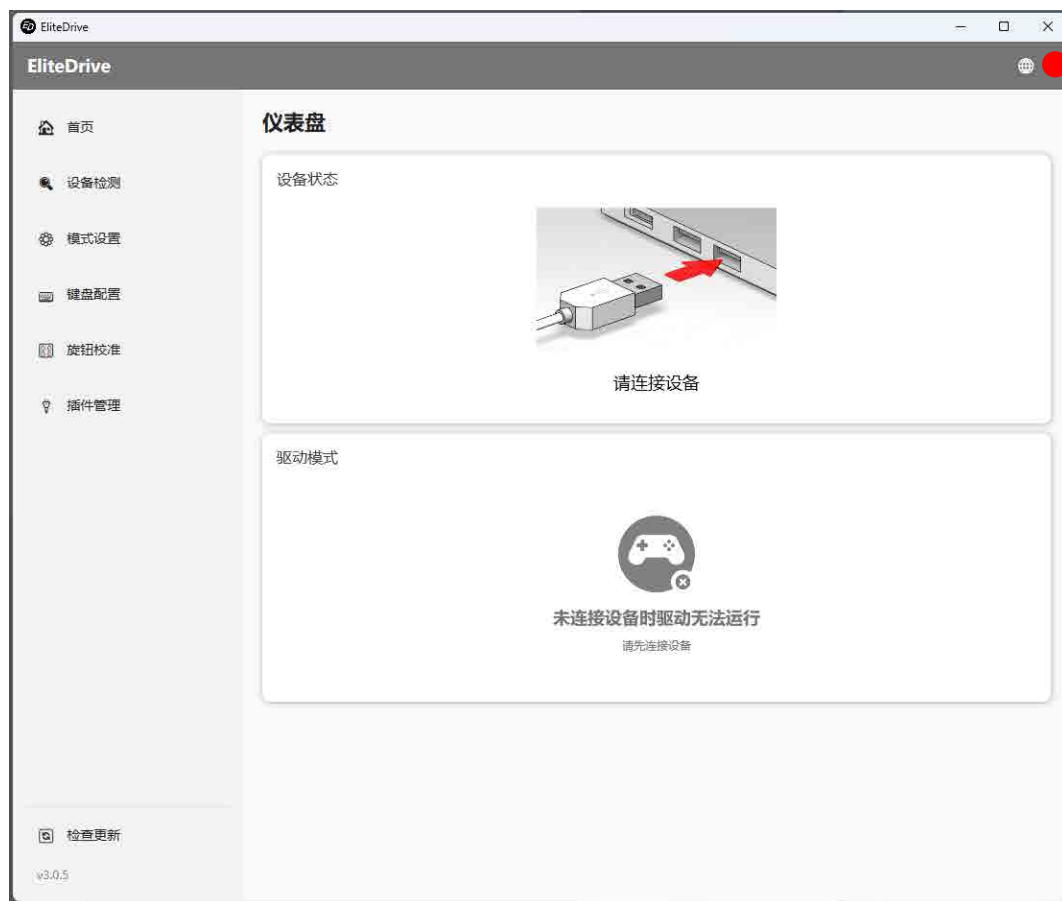 EliteDrive
EliteDrive
首页
设备检测
模式设置
键盘配置
旋钮校准
插件管理
检查更新
v3.0.5
仪表盘
设备状态
请连接设备
驱动模式
未连接设备时驱动无法运行
请先连接设备